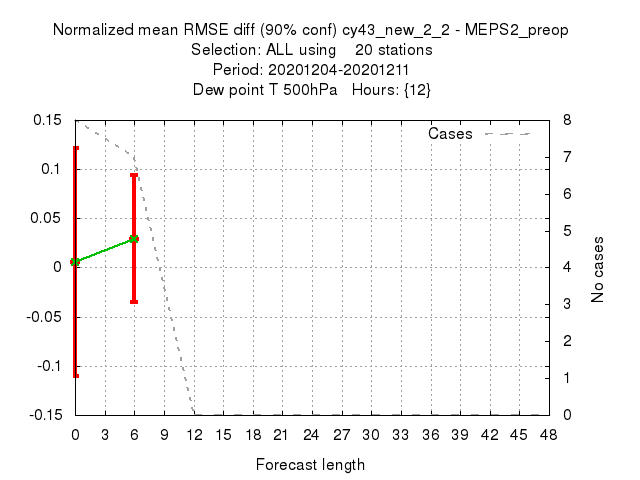 Normalized mean RMSE diff (90% conf) cy43_new_2_2 - MEPS2_preop
Selection: ALL using 20 stations
Period: 20201204-20201211
Dew point T 500hPa Hours: {12}
Cases
0.15
0.1
0.05
0
-0.05
-0.1
-0.15
8
7
6
5
4
3
2
1
0
No cases
0 3 6 9 12 15 18 21 24 27 30 33 36 39 42 45 48
Forecast length